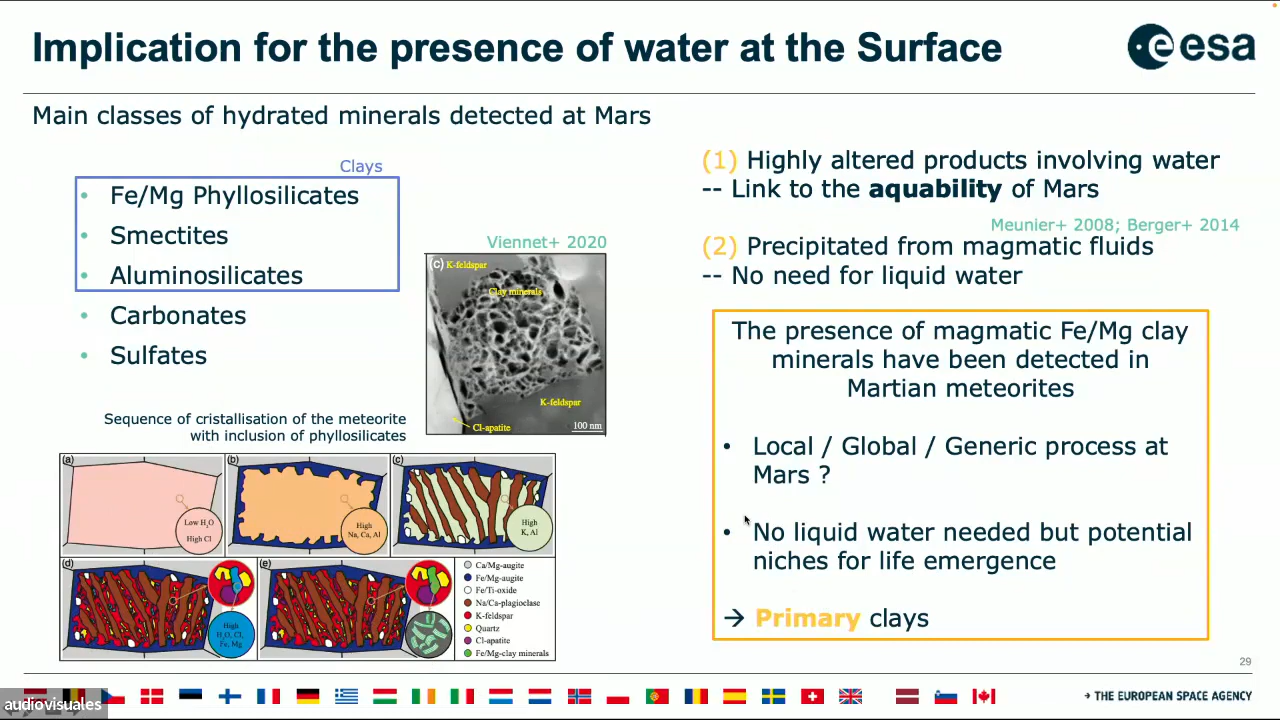 Implication for the presence of water at the Surface
esa
Main classes of hydrated minerals detected at Mars
Clays
• Fe/Mg Phyllosilicates
• Smectites
• Aluminosilicates
• Carbonates
• Sulfates
Viennet+ 2020
(c) K-feldspar
Clay minerals
K-feldspar
Cl-apatite
100 nm
Sequence of cristallisation of the meteorite
with inclusion of phyllosilicates
(a)
Low H₂O
High Cl
(b)
High
Na, Ca, Al
(c)
High
K, Al
(d)
High
H₂O, Cl,
Fe, Mg
(e)
Ca/Mg-augite
Fe/Mg-augite
Fe/Ti-oxide
Na/Ca-plagioclase
K-feldspar
Quartz
Cl-apatite
Fe/Mg-clay minerals
(1) Highly altered products involving water
-- Link to the aquability of Mars
Meunier+ 2008; Berger+ 2014
(2) Precipitated from magmatic fluids
-- No need for liquid water
The presence of magmatic Fe/Mg clay
minerals have been detected in
Martian meteorites
• Local / Global / Generic process at
Mars ?
• No liquid water needed but potential
niches for life emergence
→ Primary clays
29
audiovisuales
→ THE EUROPEAN SPACE AGENCY